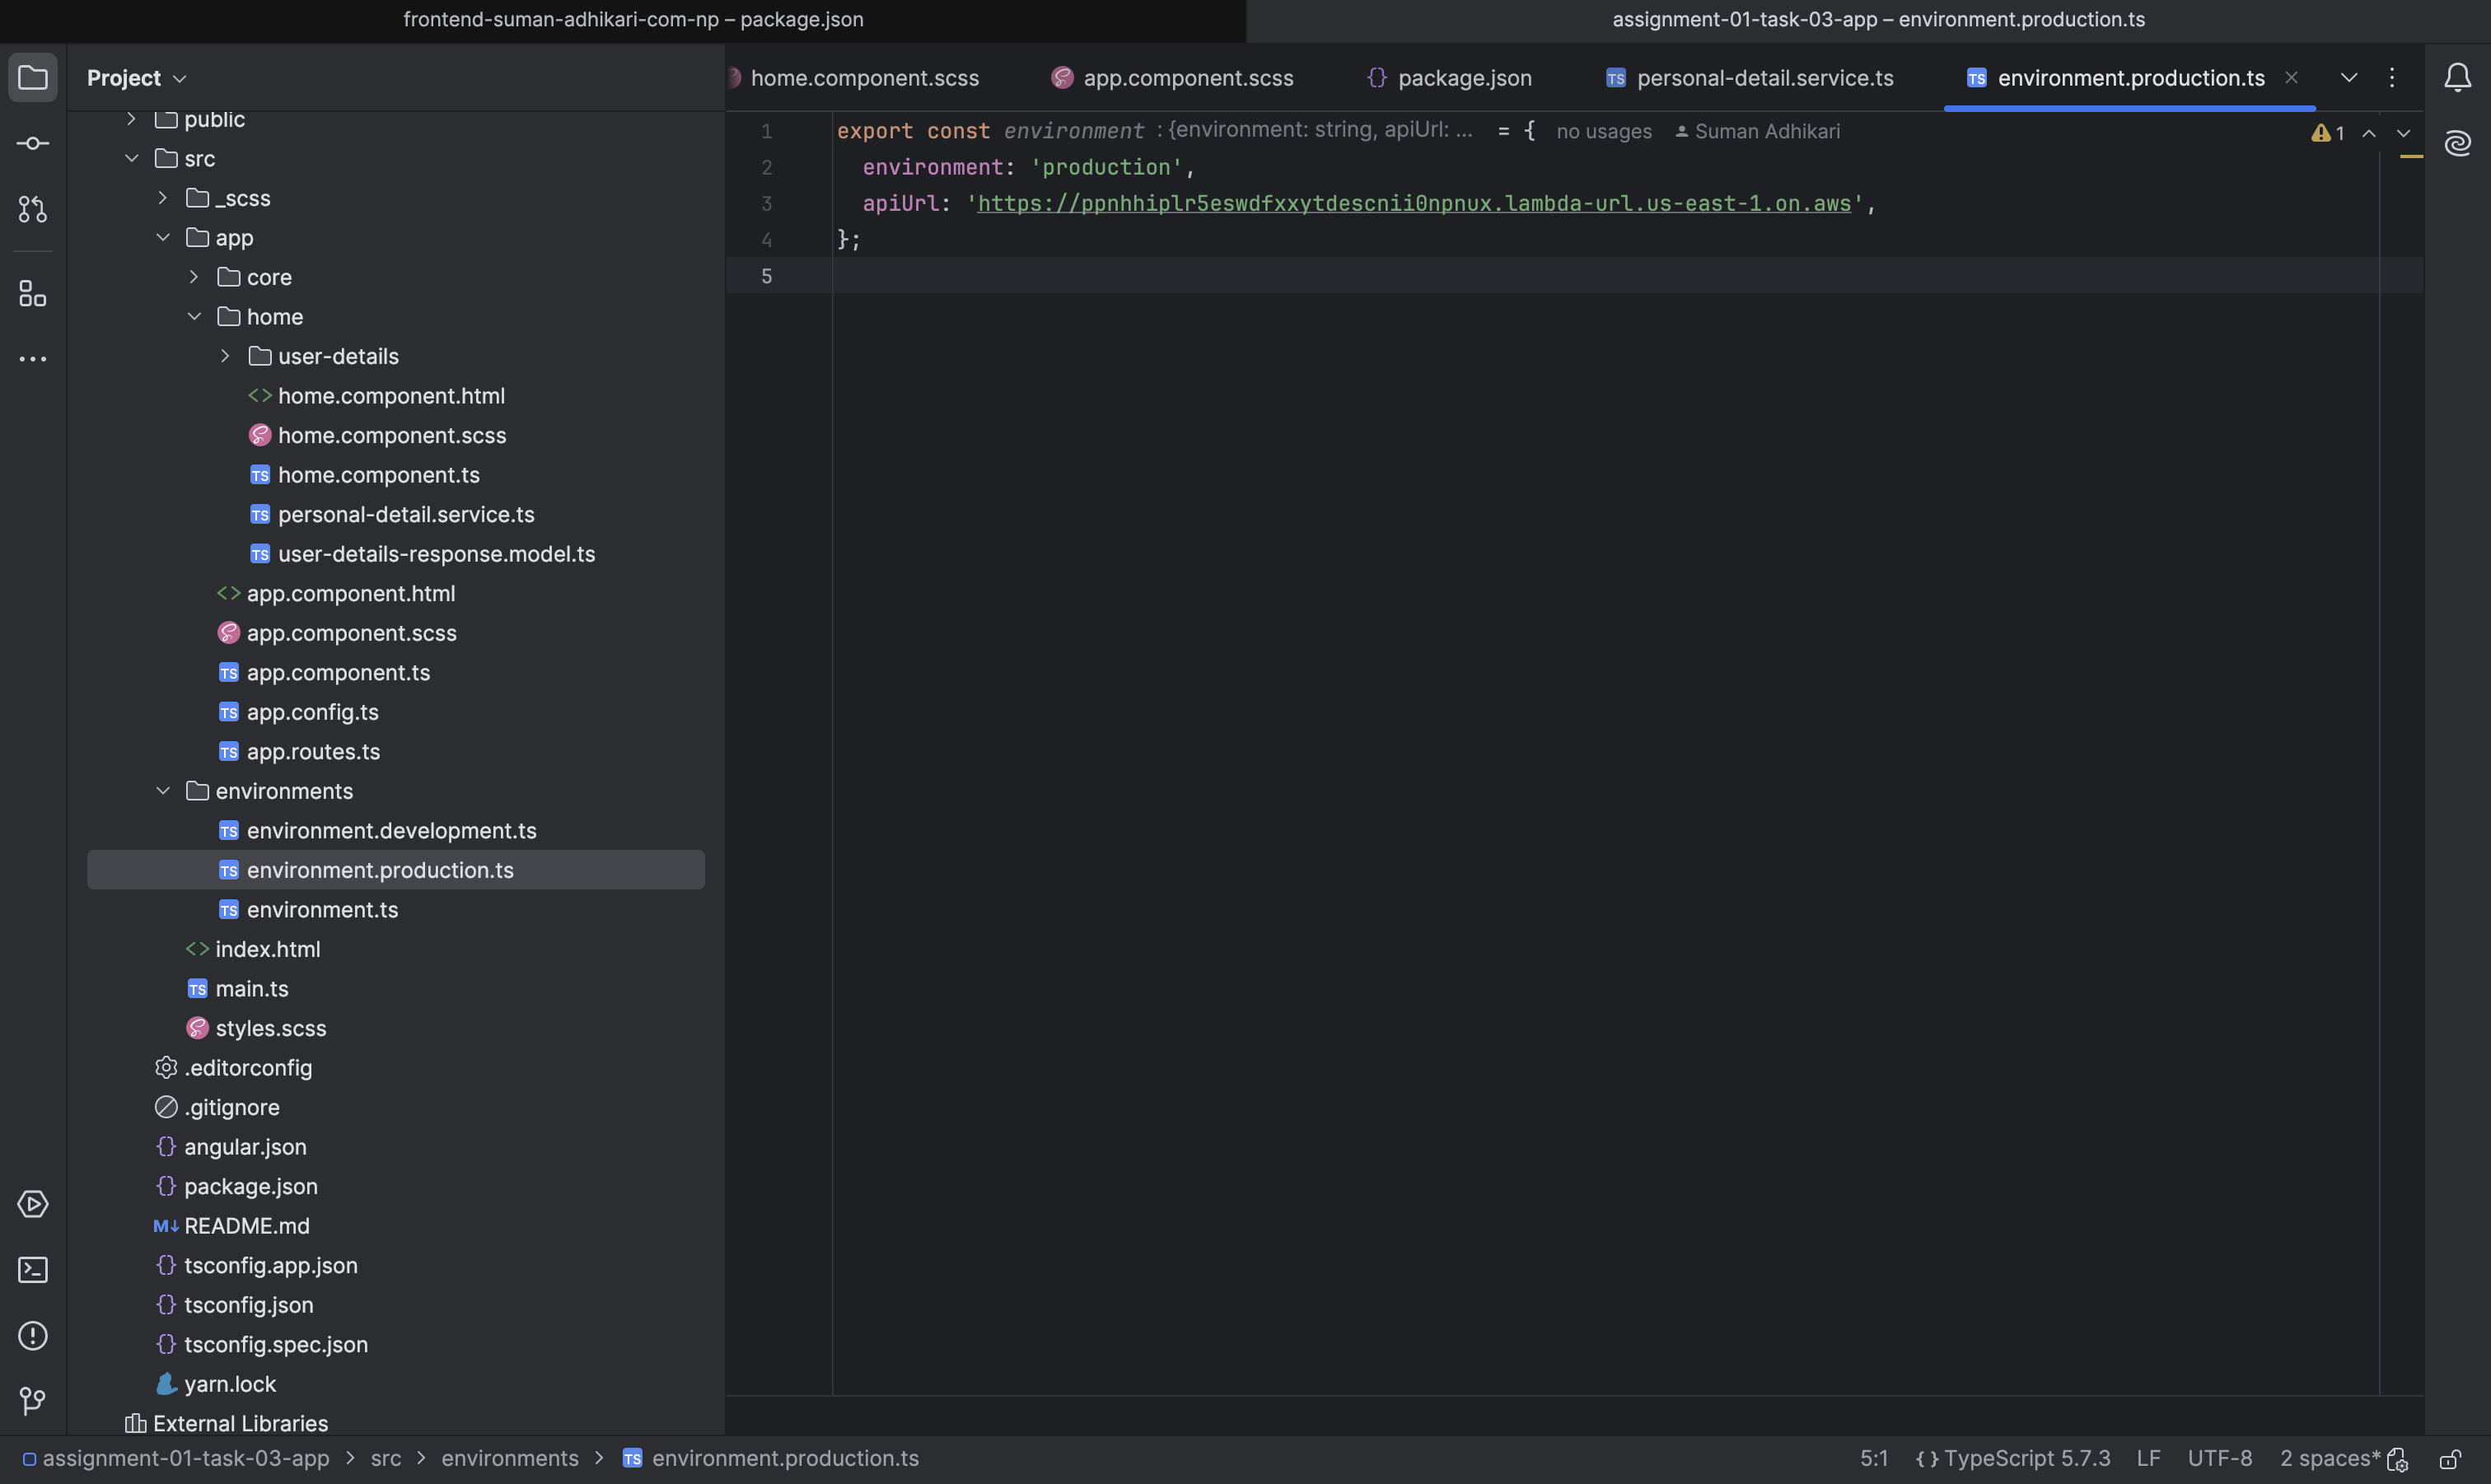 frontend-suman-adhikari-com-np – package.json
assignment-01-task-03-app – environment.production.ts
Project
home.component.scss
app.component.scss
package.json
personal-detail.service.ts
environment.production.ts
public
src
_scss
app
core
home
user-details
home.component.html
home.component.scss
home.component.ts
personal-detail.service.ts
user-details-response.model.ts
app.component.html
app.component.scss
app.component.ts
app.config.ts
app.routes.ts
environments
environment.development.ts
environment.production.ts
environment.ts
index.html
main.ts
styles.scss
.editorconfig
.gitignore
angular.json
package.json
README.md
tsconfig.app.json
tsconfig.json
tsconfig.spec.json
yarn.lock
External Libraries
1 export const environment : {environment: string, apiUrl: ... = { no usages Suman Adhikari
2 environment: 'production',
3 apiUrl: 'https://ppnhhiplr5eswdfxxytdescnii0npnux.lambda-url.us-east-1.on.aws',
4 };
5
1
assignment-01-task-03-app > src > environments > environment.production.ts
5:1 {} TypeScript 5.7.3 LF UTF-8 2 spaces*